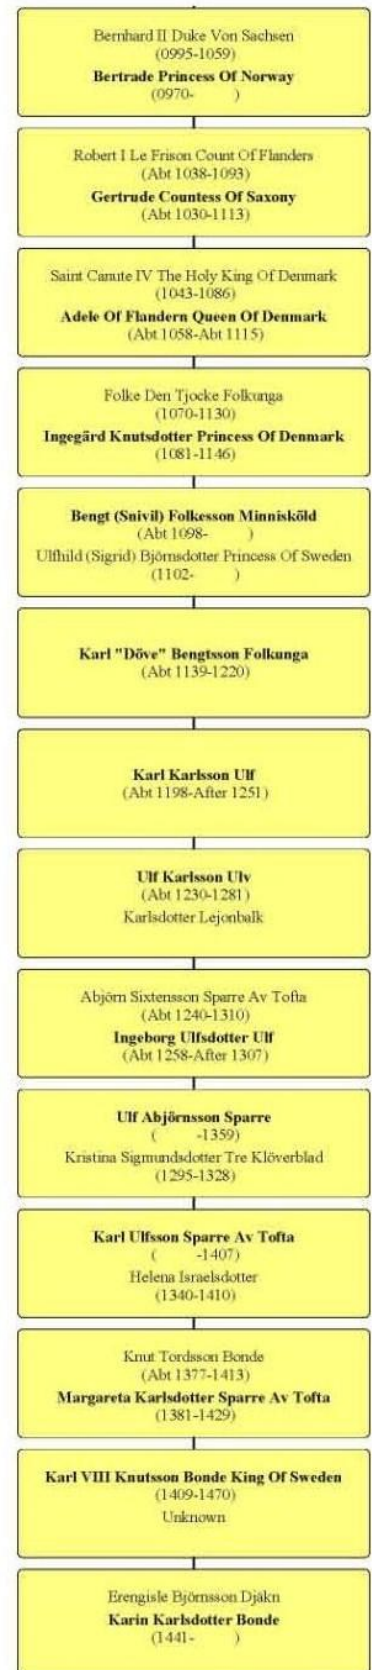 Bernhard II Duke Von Sachsen
(0995-1059)
Bertrade Princess Of Norway
(0970- )
Robert I Le Frison Count Of Flanders
(Abt 1038-1093)
Gertrude Countess Of Saxony
(Abt 1030-1113)
Saint Canute IV The Holy King Of Denmark
(1043-1086)
Adele Of Flandern Queen Of Denmark
(Abt 1058-Abt 1115)
Folke Den Tjocke Folkunga
(1070-1130)
Ingegärd Knutsdotter Princess Of Denmark
(1081-1146)
Bengt (Snivil) Folkesson Minnisköld
(Abt 1098- )
Ulfhild (Sigrid) Björnsdotter Princess Of Sweden
(1102- )
Karl "Döve" Bengtsson Folkunga
(Abt 1139-1220)
Karl Karlsson Ulf
(Abt 1198-After 1251)
Ulf Karlsson Ulv
(Abt 1230-1281)
Karlsdotter Lejonbalk
Abjörn Sixtensson Sparre Av Tofta
(Abt 1240-1310)
Ingeborg Ulfsdotter Ulf
(Abt 1258-After 1307)
Ulf Abjörnsson Sparre
( -1359)
Kristina Sigmundsdotter Tre Klöverblad
(1295-1328)
Karl Ulfsson Sparre Av Tofta
( -1407)
Helena Israelsdotter
(1340-1410)
Knut Tordsson Bonde
(Abt 1377-1413)
Margareta Karlsdotter Sparre Av Tofta
(1381-1429)
Karl VIII Knutsson Bonde King Of Sweden
(1409-1470)
Unknown
Erengisle Björnsson Djäkn
Karin Karlsdotter Bonde
(1441- )